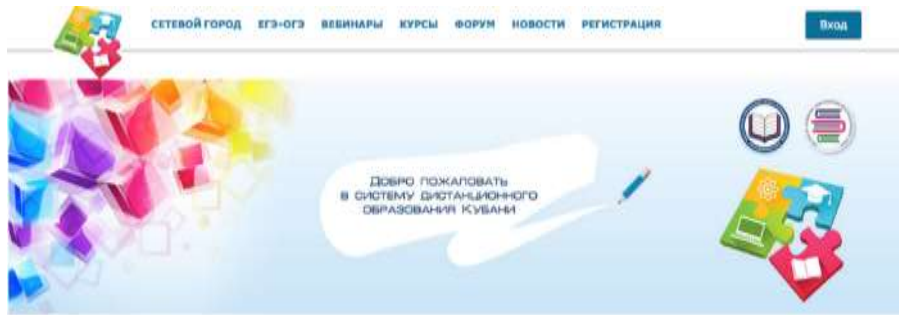 СЕТЕВОЙ ГОРОД ЕГЭ-ОГЭ ВЕБИНАРЫ КУРСЫ ФОРУМ НОВОСТИ РЕГИСТРАЦИЯ Вход
Добро пожаловать
в систему дистанционного
образования Кубани